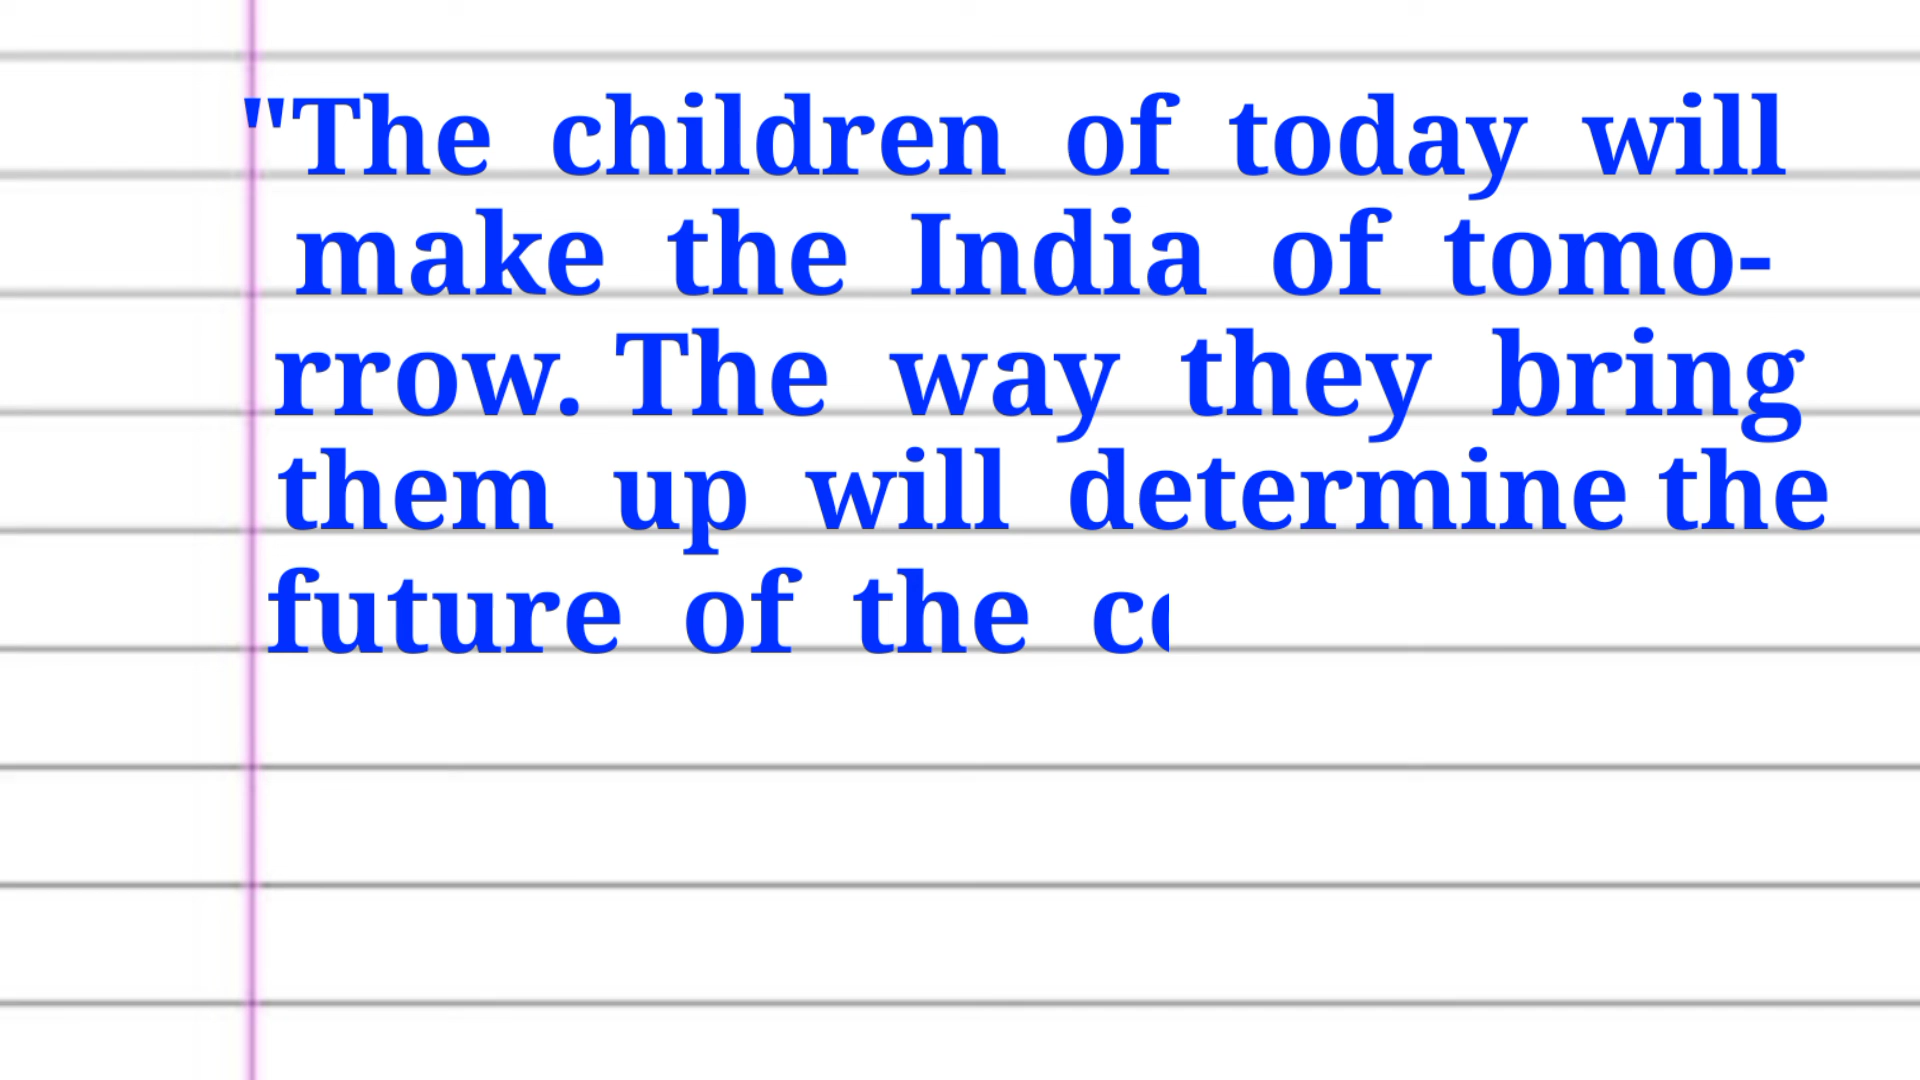 "The children of today will
make the India of tomo-
rrow. The way they bring
them up will determine the
future of the